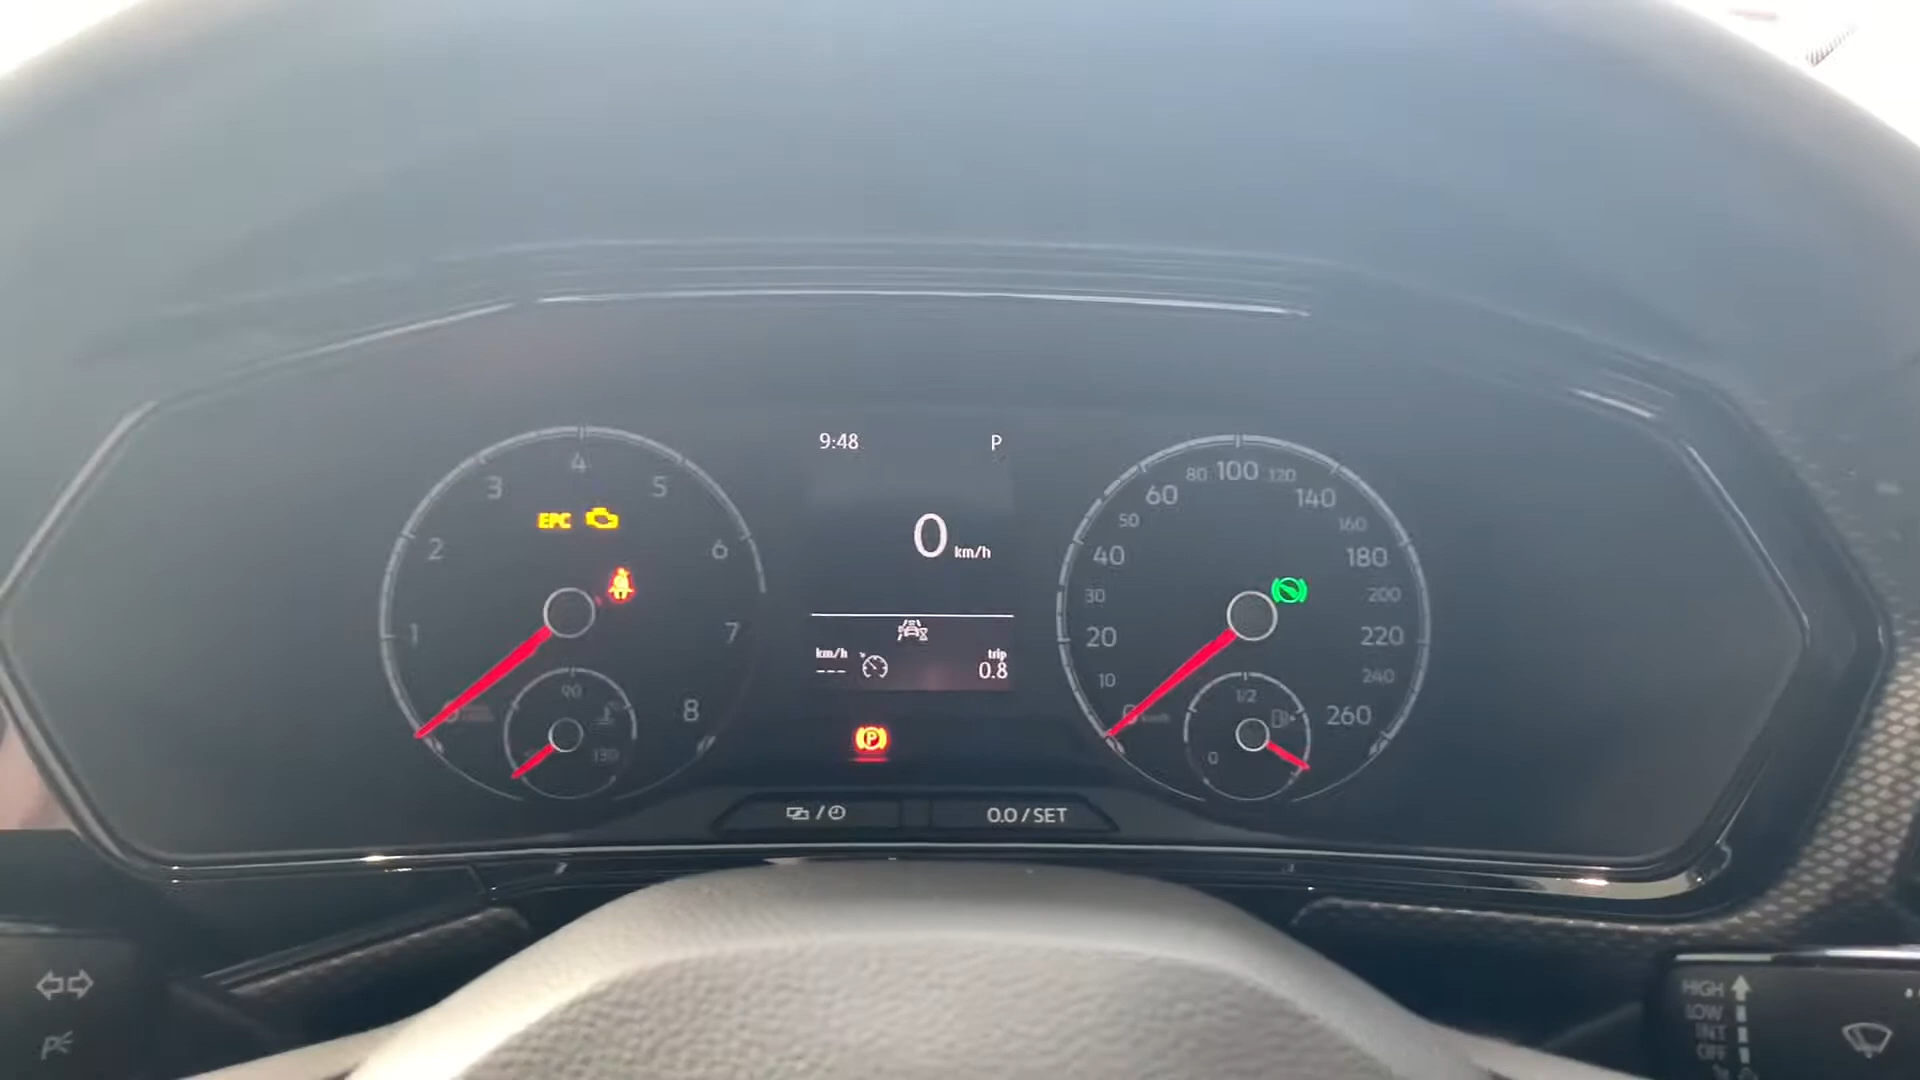 9:48 P
0 km/h
km/h
---
trip
0.8
EPC
1
2
3
4
5
6
7
8
90
130
P
0
10
20
30
40
50
60
80
100
120
140
160
180
200
220
240
260
1/2
0
/
0.0 / SET
P
HIGH
LOW
INT
OFF